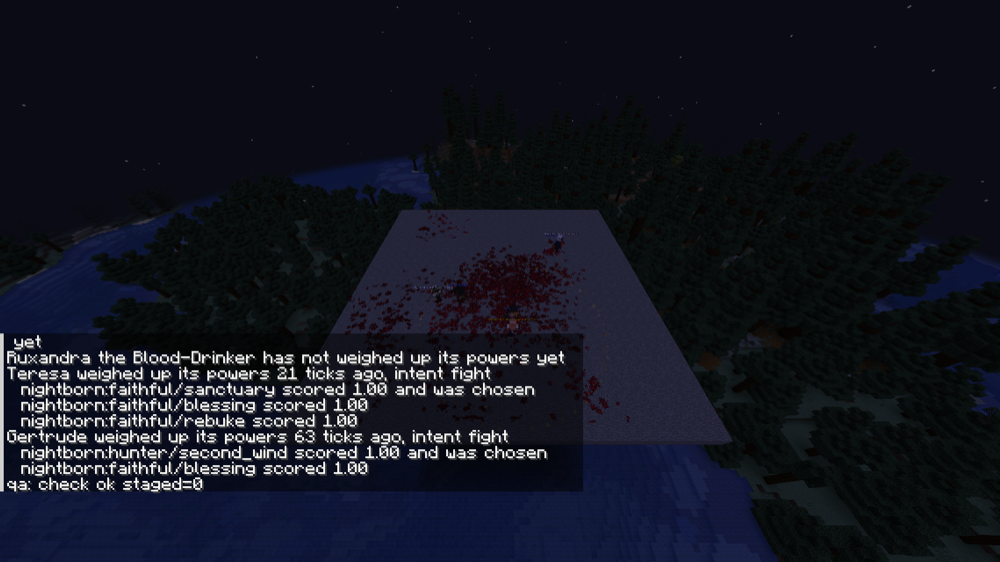 yet
Ruxandra the Blood-Drinker has not weighed up its powers yet
Teresa weighed up its powers 21 ticks ago, intent fight
nightborn:faithful/sanctuary scored 1.00 and was chosen
nightborn:faithful/blessing scored 1.00
nightborn:faithful/rebuke scored 1.00
Gertrude weighed up its powers 63 ticks ago, intent fight
nightborn:hunter/second_wind scored 1.00 and was chosen
nightborn:faithful/blessing scored 1.00
qa: check ok staged=0